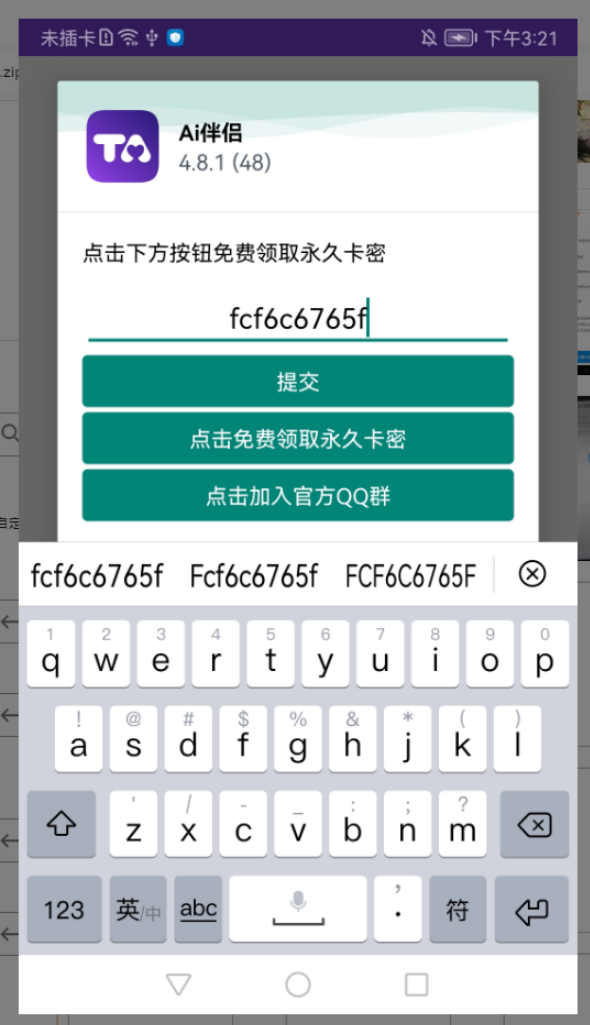 未插卡
下午3:21
.zip
TA
Ai伴侣
4.8.1 (48)
点击下方按钮免费领取永久卡密
fcf6c6765f
提交
点击免费领取永久卡密
点击加入官方QQ群
自定
fcf6c6765f Fcf6c6765f FCF6C6765F
1 2 3 4 5 6 7 8 9 0
q w e r t y u i o p
! @ # $ % & * ( )
a s d f g h j k l
' / - _ : ; ?
z x c v b n m
123 英/中 abc , . 符